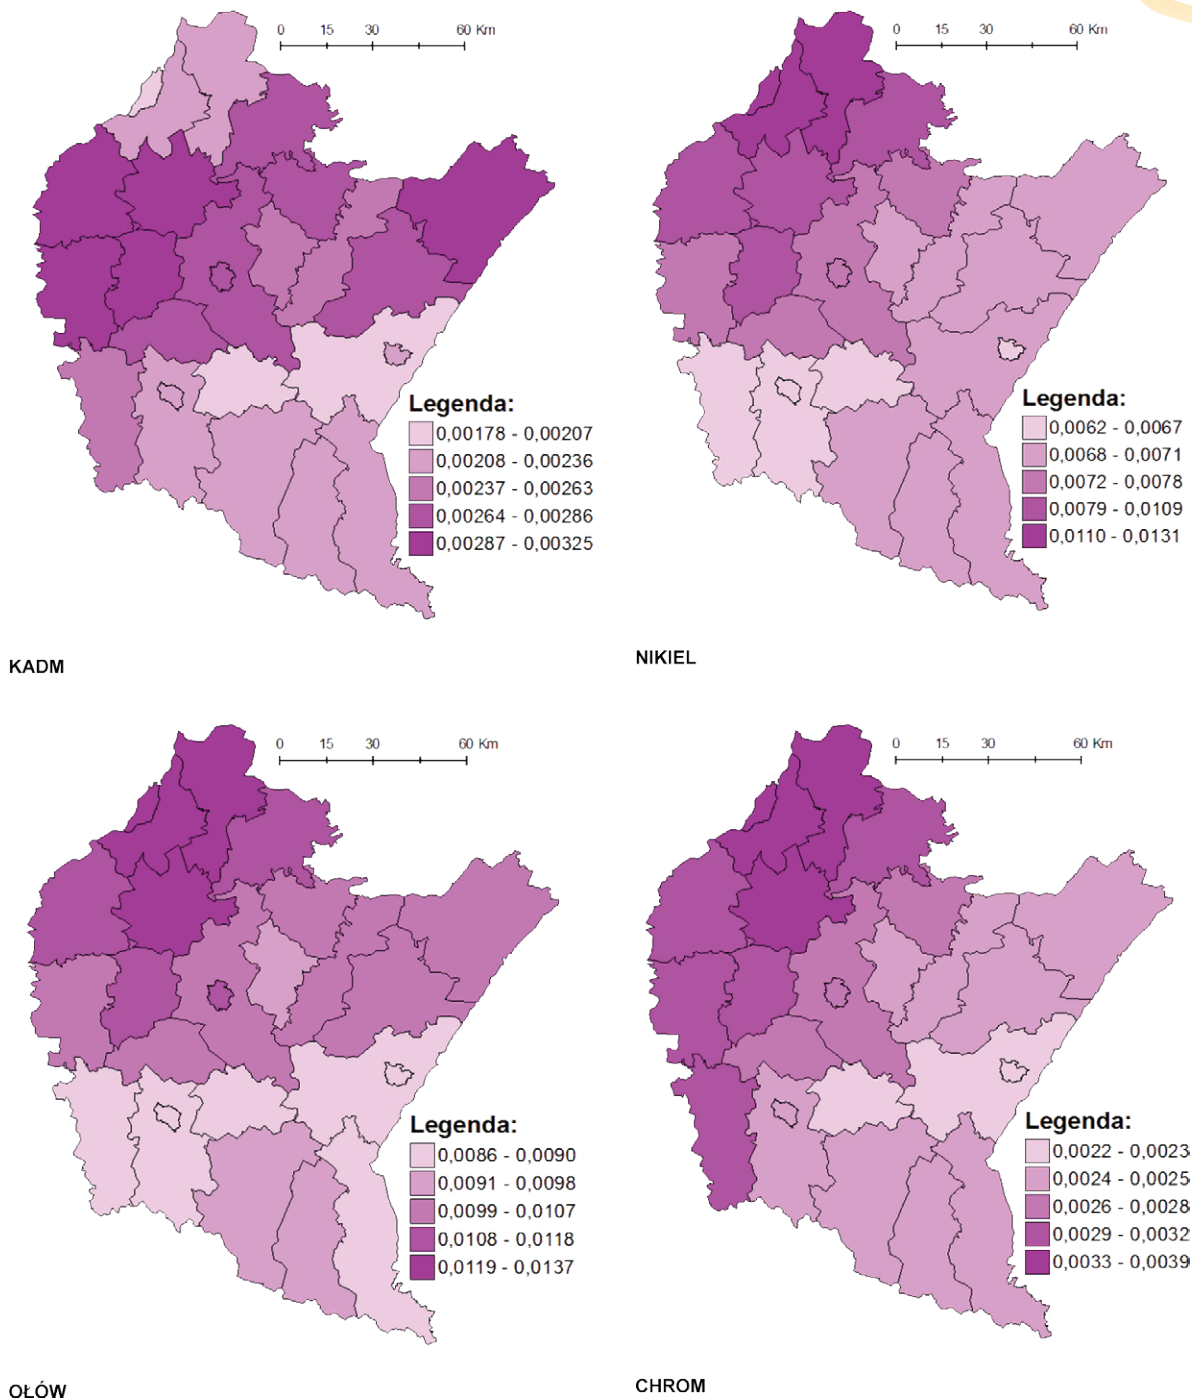 0 15 30 60 Km
Legenda:
0,00178 - 0,00207
0,00208 - 0,00236
0,00237 - 0,00263
0,00264 - 0,00286
0,00287 - 0,00325
KADM
0 15 30 60 Km
Legenda:
0,0062 - 0,0067
0,0068 - 0,0071
0,0072 - 0,0078
0,0079 - 0,0109
0,0110 - 0,0131
NIKIEL
0 15 30 60 Km
Legenda:
0,0086 - 0,0090
0,0091 - 0,0098
0,0099 - 0,0107
0,0108 - 0,0118
0,0119 - 0,0137
OŁÓW
0 15 30 60 Km
Legenda:
0,0022 - 0,0023
0,0024 - 0,0025
0,0026 - 0,0028
0,0029 - 0,0032
0,0033 - 0,0039
CHROM